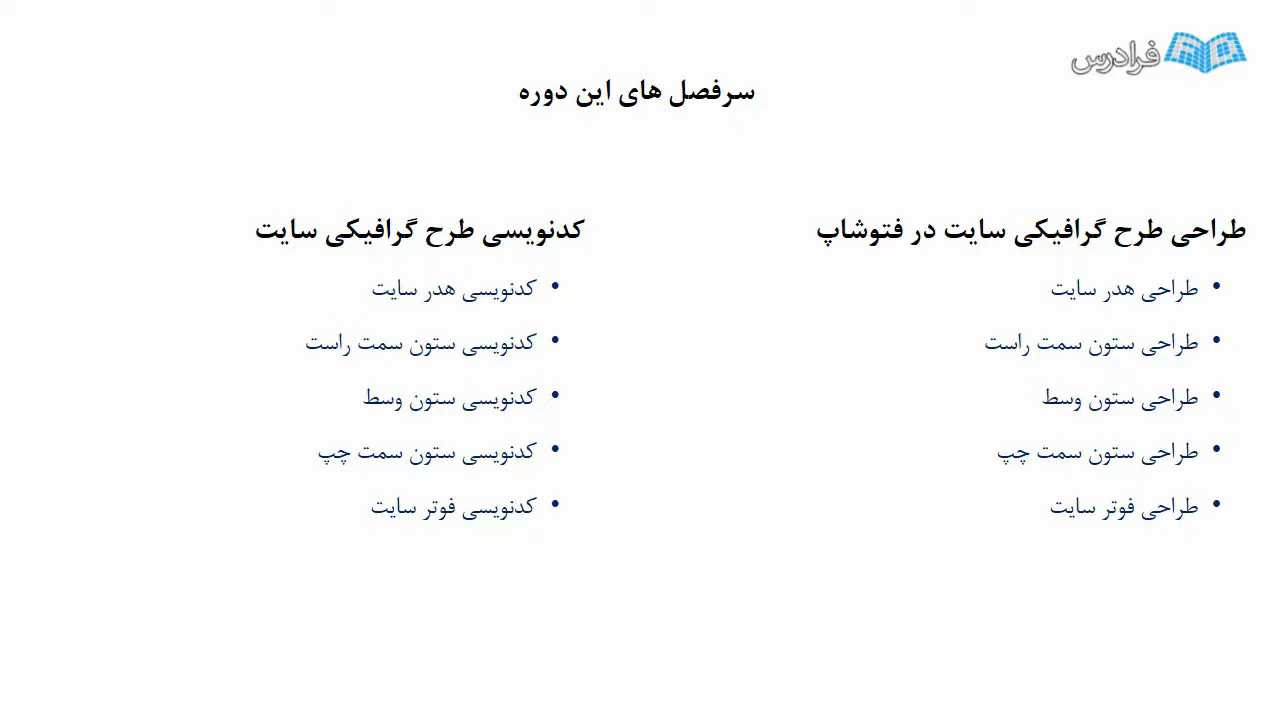 فرادرس
سرفصل های این دوره
طراحی طرح گرافیکی سایت در فتوشاپ
• طراحی هدر سایت
• طراحی ستون سمت راست
• طراحی ستون وسط
• طراحی ستون سمت چپ
• طراحی فوتر سایت
کدنویسی طرح گرافیکی سایت
• کدنویسی هدر سایت
• کدنویسی ستون سمت راست
• کدنویسی ستون وسط
• کدنویسی ستون سمت چپ
• کدنویسی فوتر سایت